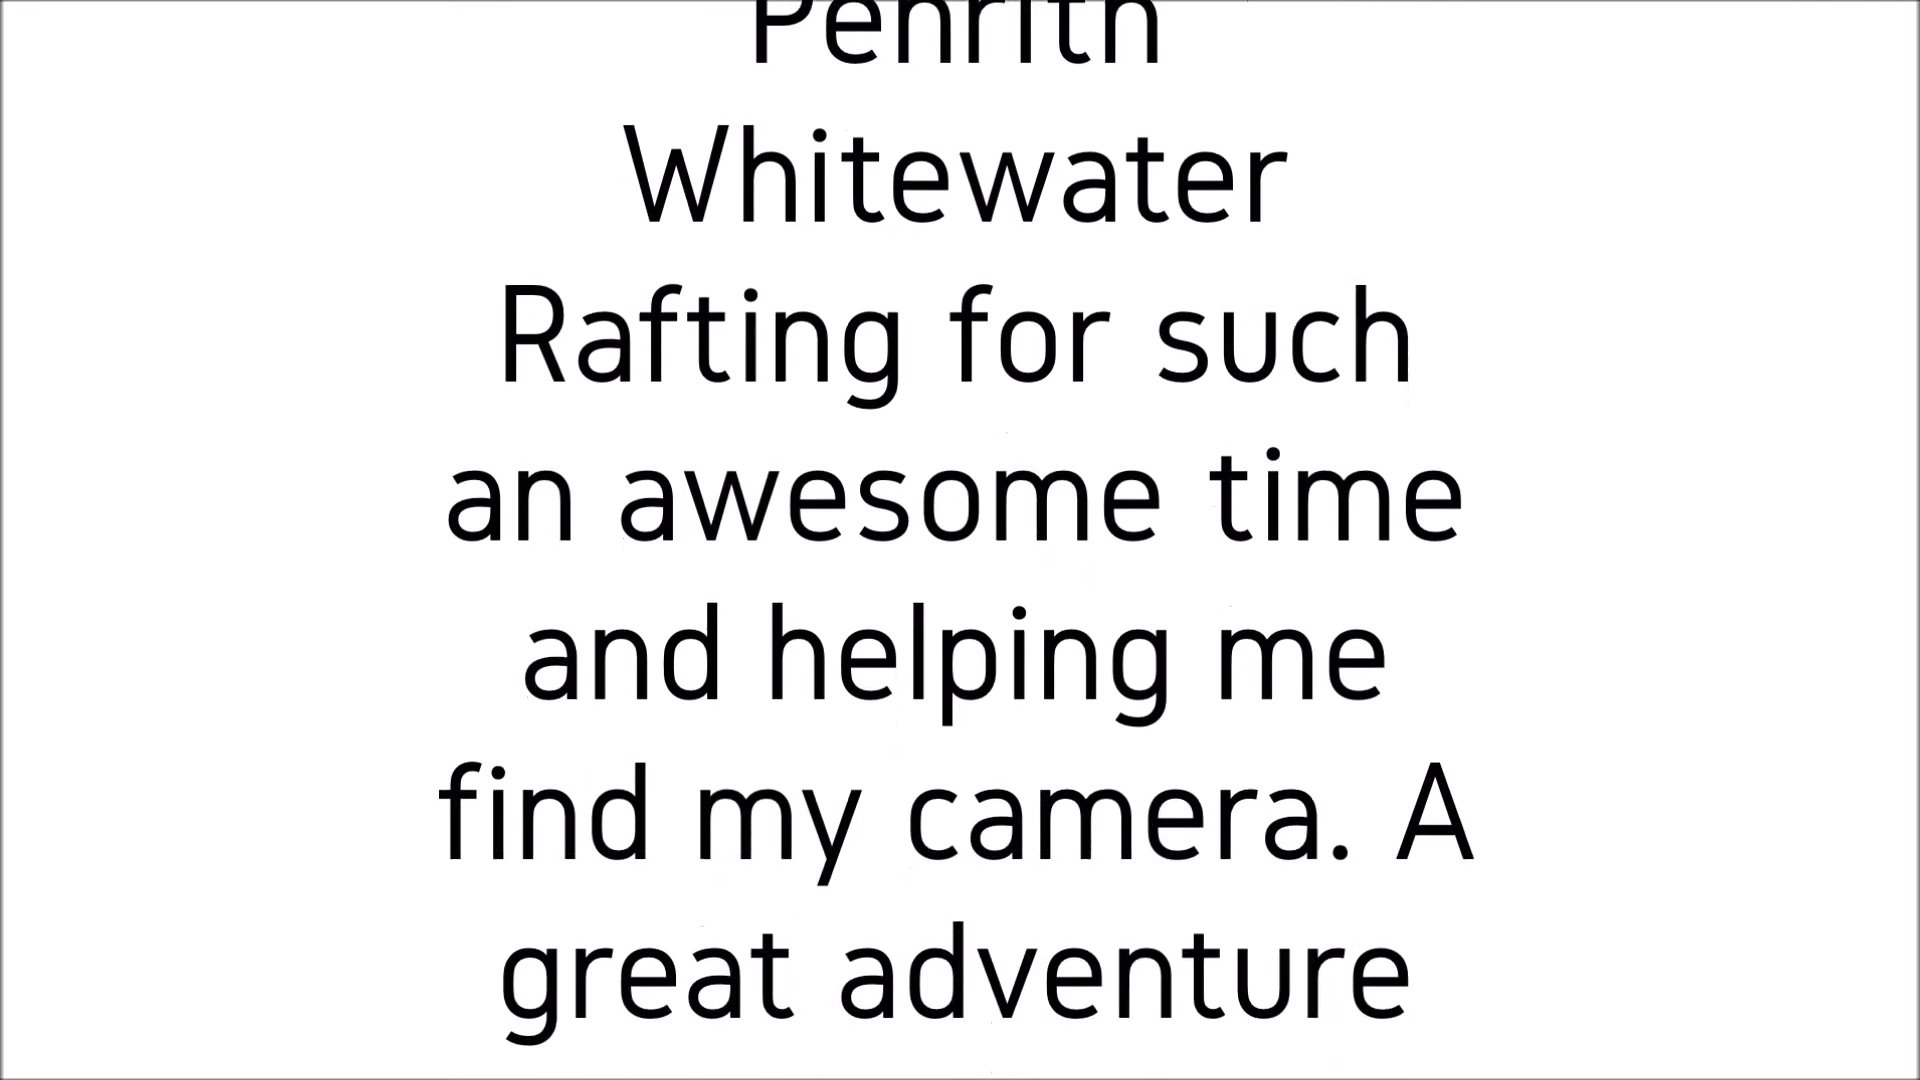 Penrith
Whitewater
Rafting for such
an awesome time
and helping me
find my camera. A
great adventure